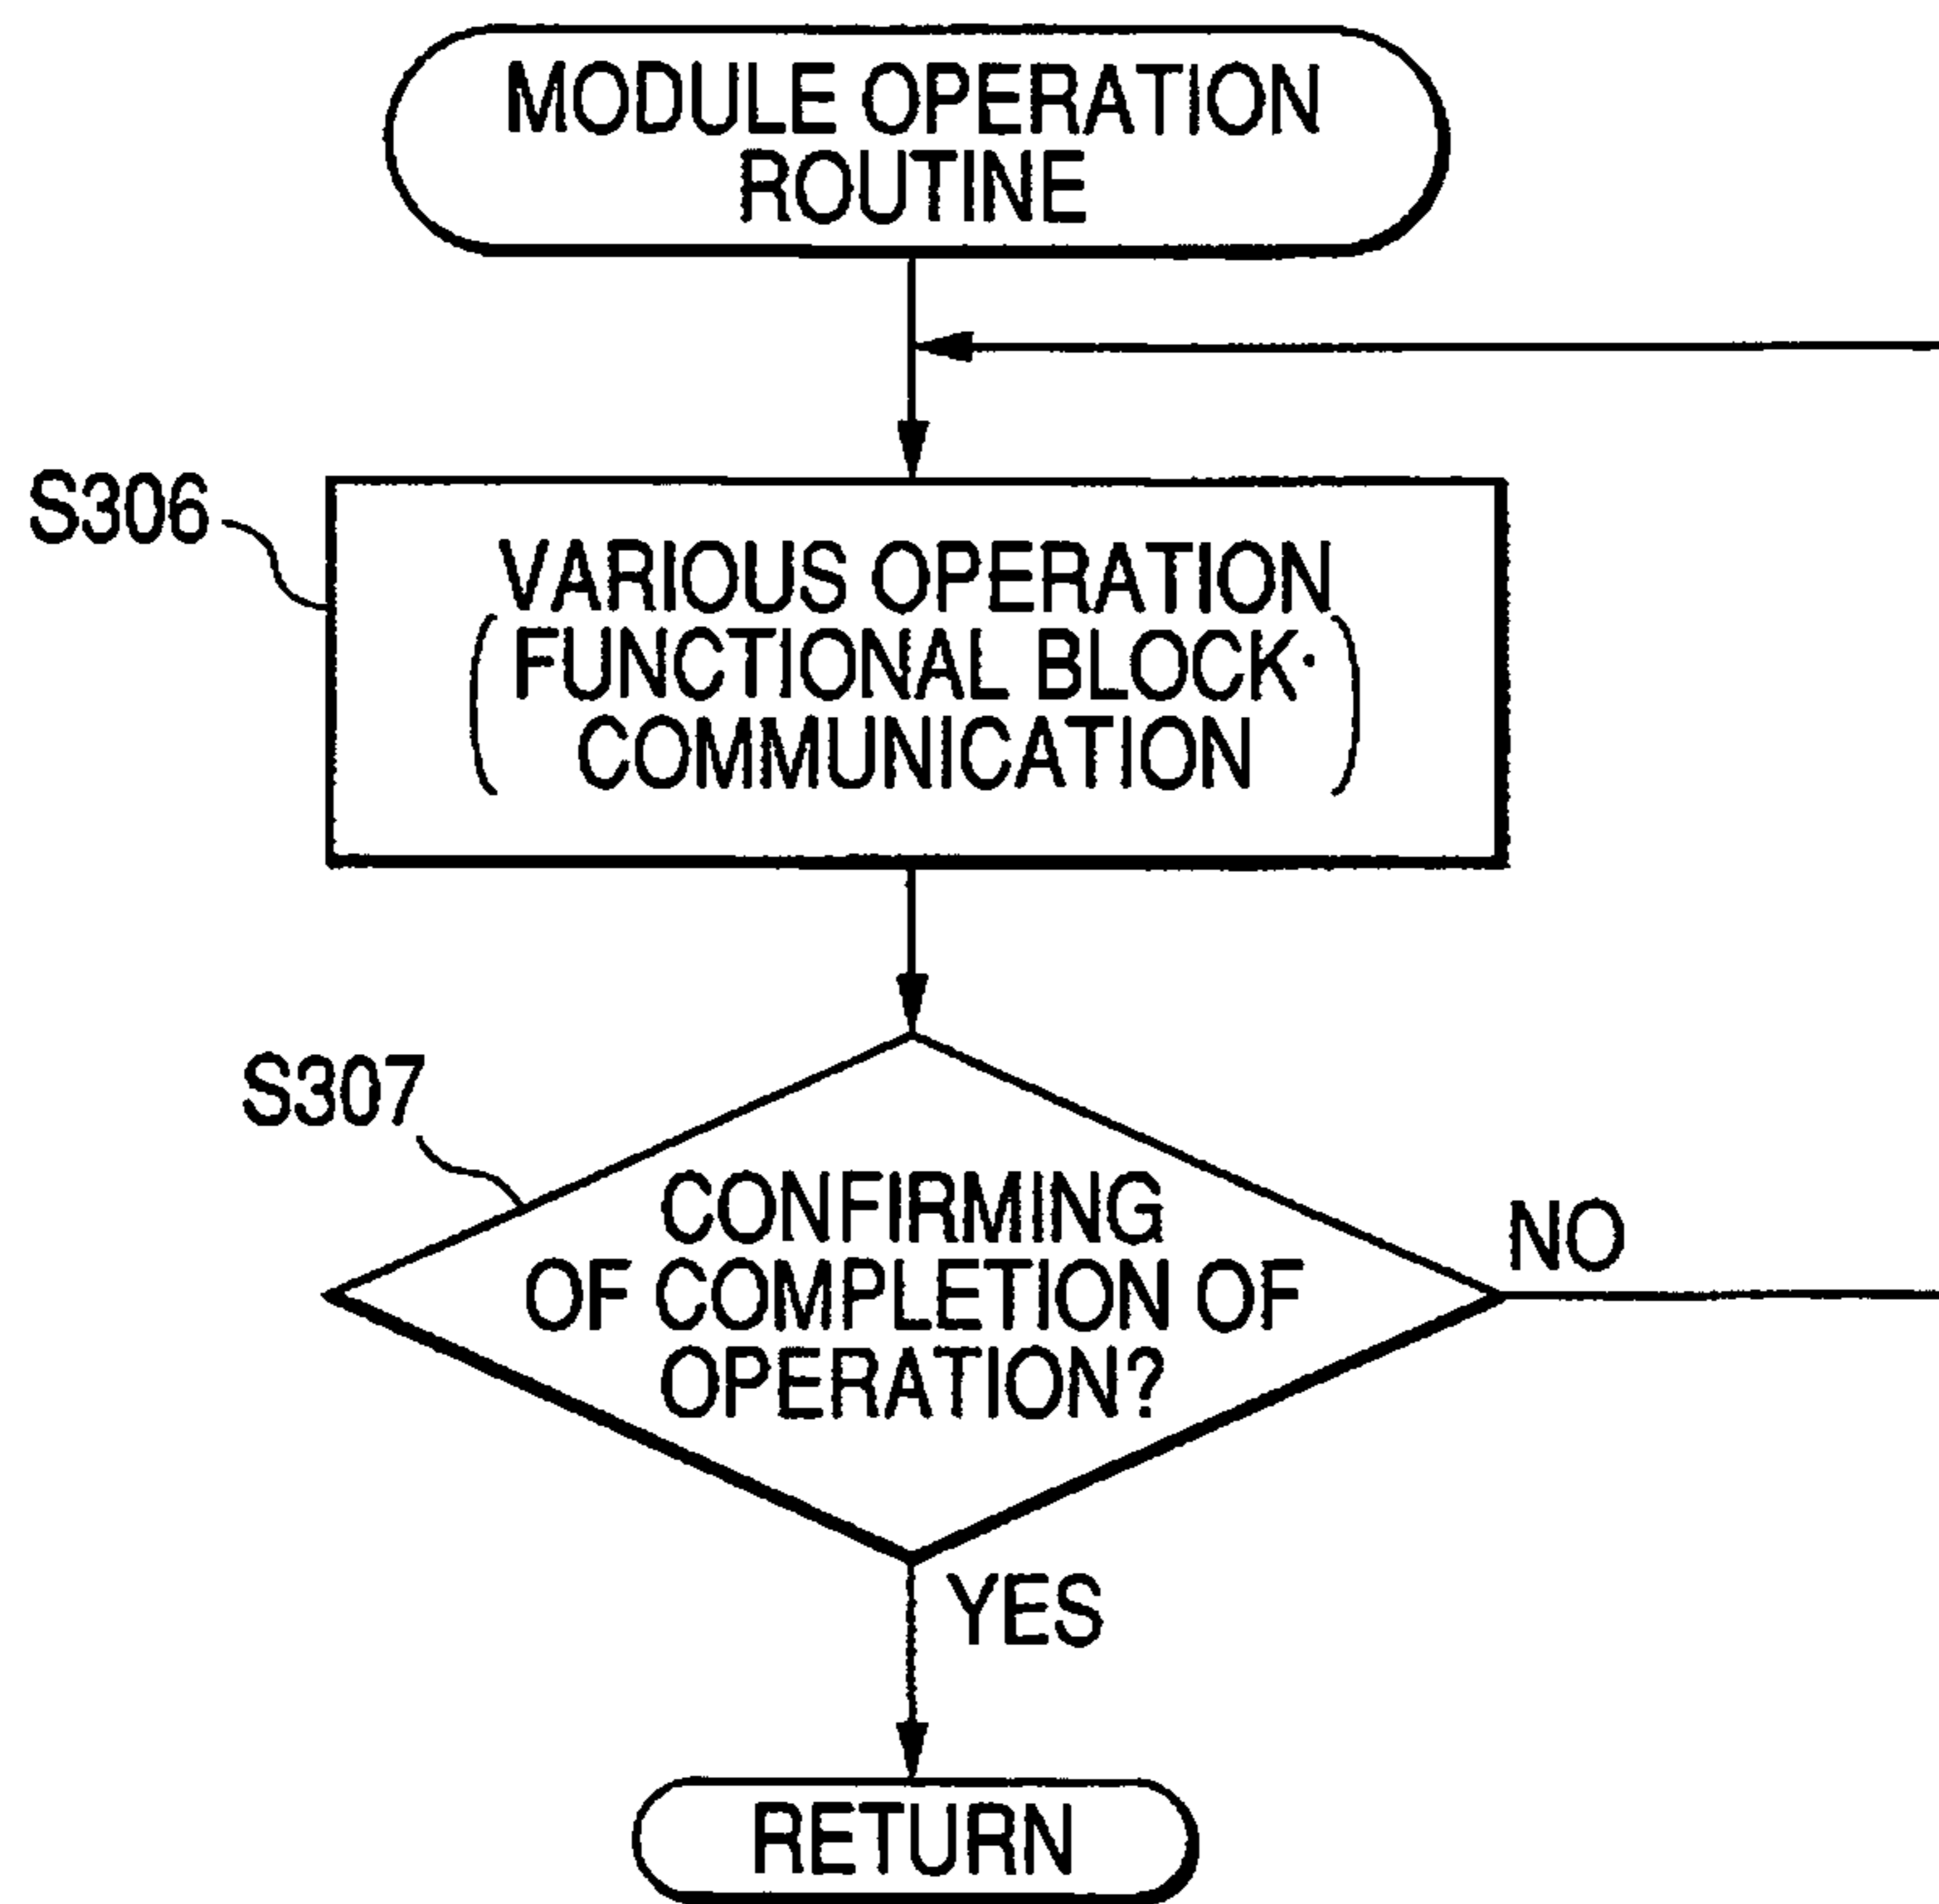 MODULE OPERATION
ROUTINE
S306
VARIOUS OPERATION
(FUNCTIONAL BLOCK·
COMMUNICATION)
S307
CONFIRMING
OF COMPLETION OF
OPERATION?
NO
YES
RETURN